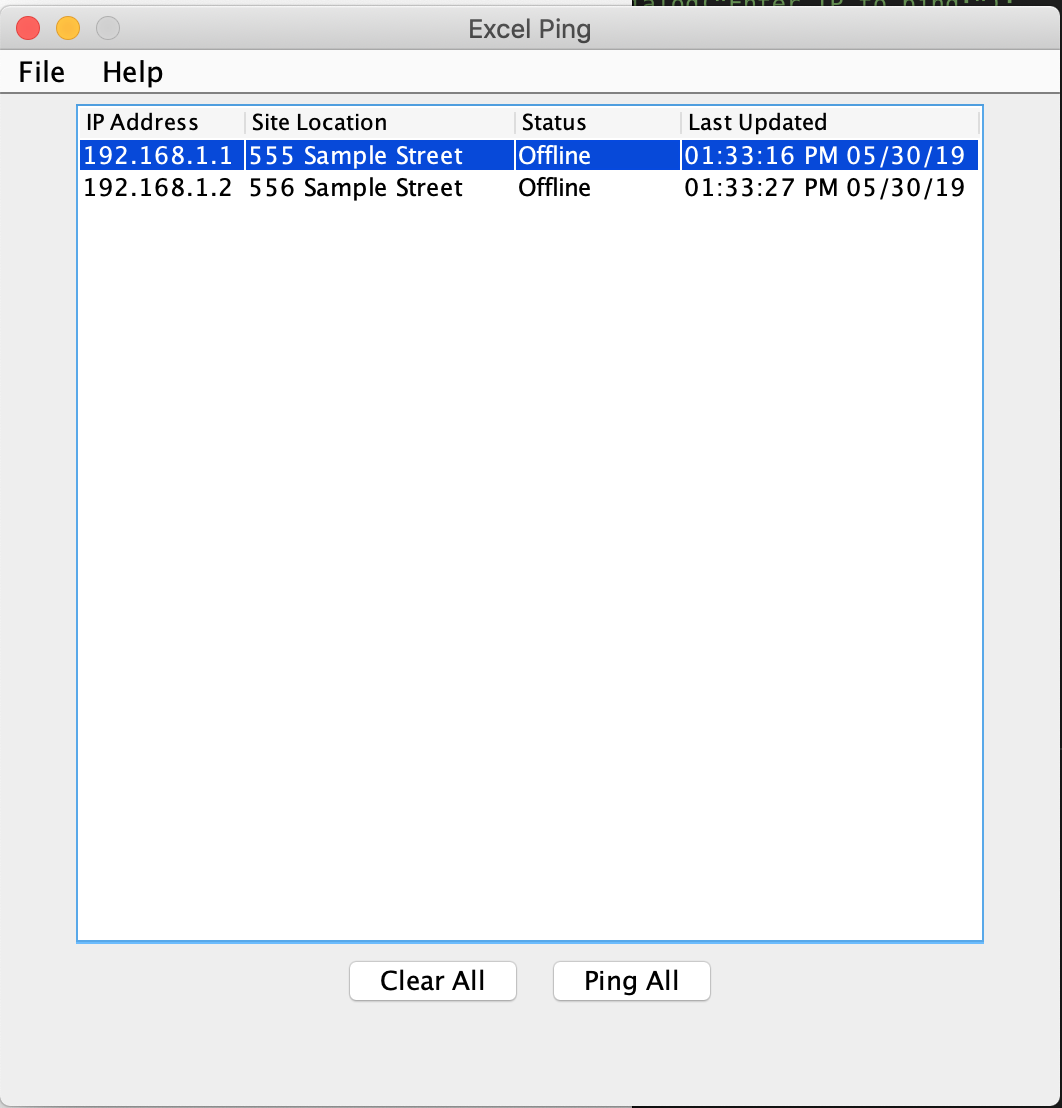 alog("Enter IP to ping:");
Excel Ping
File Help
IP Address Site Location Status Last Updated
192.168.1.1 555 Sample Street Offline 01:33:16 PM 05/30/19
192.168.1.2 556 Sample Street Offline 01:33:27 PM 05/30/19
Clear All Ping All